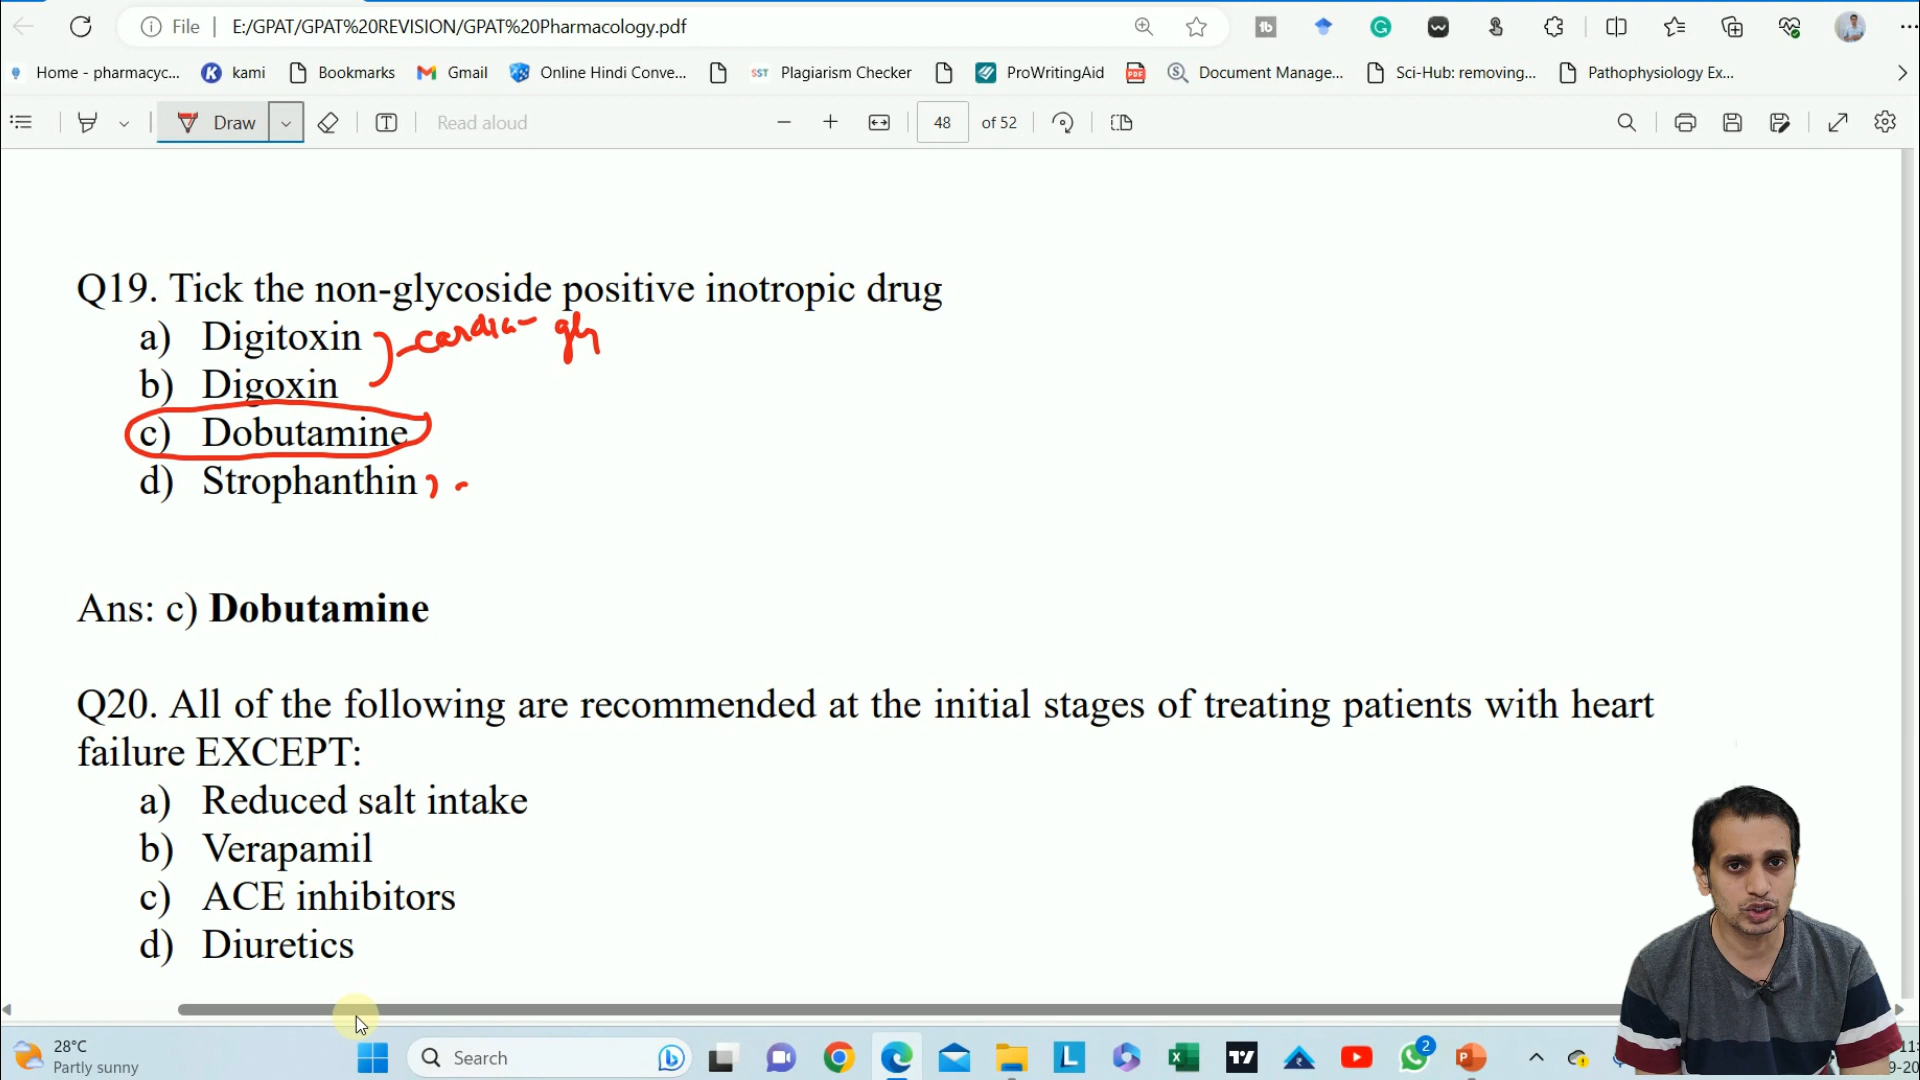 File
E:/GPAT/GPAT%20REVISION/GPAT%20Pharmacology.pdf
Home - pharmacyc...
kami
Bookmarks
Gmail
Online Hindi Conve...
SST
Plagiarism Checker
ProWritingAid
PDF
Document Manage...
Sci-Hub: removing...
Pathophysiology Ex...
Draw
Read aloud
48
of 52
Q19. Tick the non-glycoside positive inotropic drug
a) Digitoxin
b) Digoxin
c) Dobutamine
d) Strophanthin
Ans: c) Dobutamine
Q20. All of the following are recommended at the initial stages of treating patients with heart
failure EXCEPT:
a) Reduced salt intake
b) Verapamil
c) ACE inhibitors
d) Diuretics
28°C
Partly sunny
Search
2